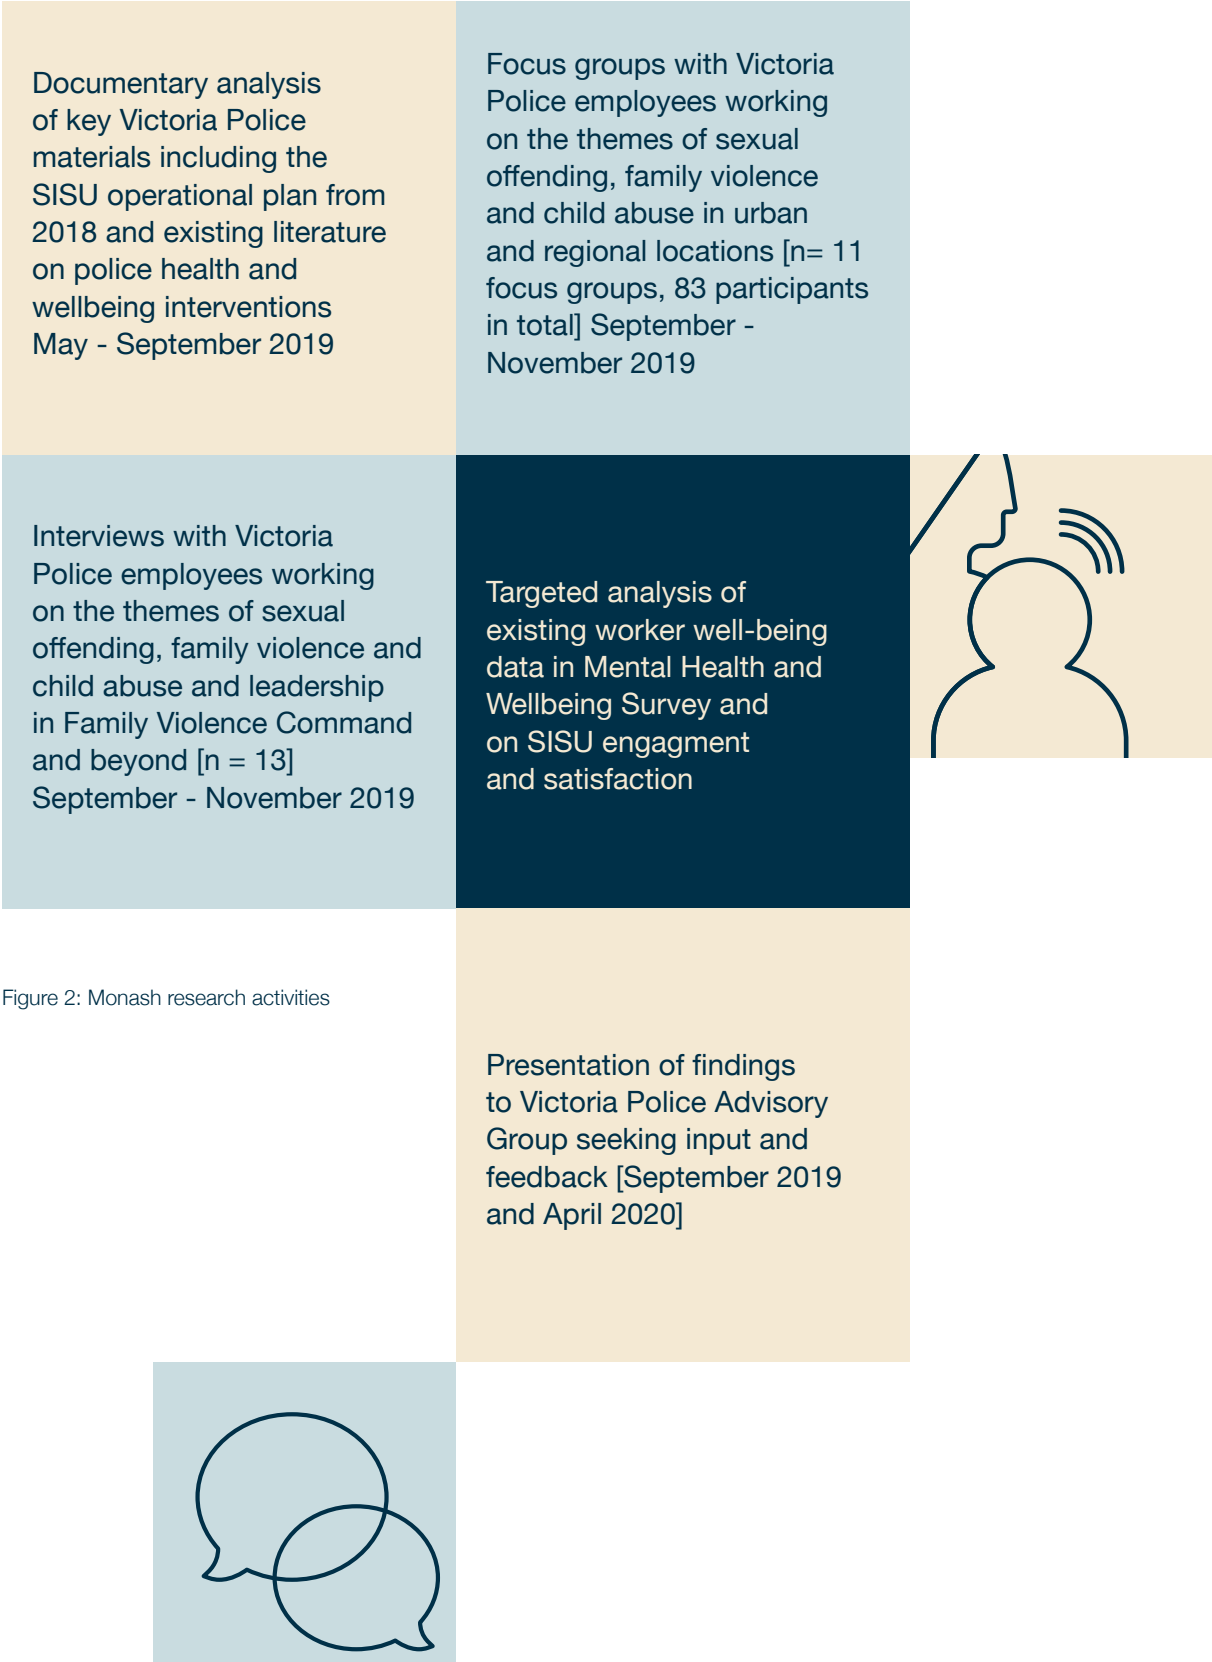 Documentary analysis
of key Victoria Police
materials including the
SISU operational plan from
2018 and existing literature
on police health and
wellbeing interventions
May - September 2019
Focus groups with Victoria
Police employees working
on the themes of sexual
offending, family violence
and child abuse in urban
and regional locations [n= 11
focus groups, 83 participants
in total] September -
November 2019
Interviews with Victoria
Police employees working
on the themes of sexual
offending, family violence and
child abuse and leadership
in Family Violence Command
and beyond [n = 13]
September - November 2019
Targeted analysis of
existing worker well-being
data in Mental Health and
Wellbeing Survey and
on SISU engagment
and satisfaction
Figure 2: Monash research activities
Presentation of findings
to Victoria Police Advisory
Group seeking input and
feedback [September 2019
and April 2020]